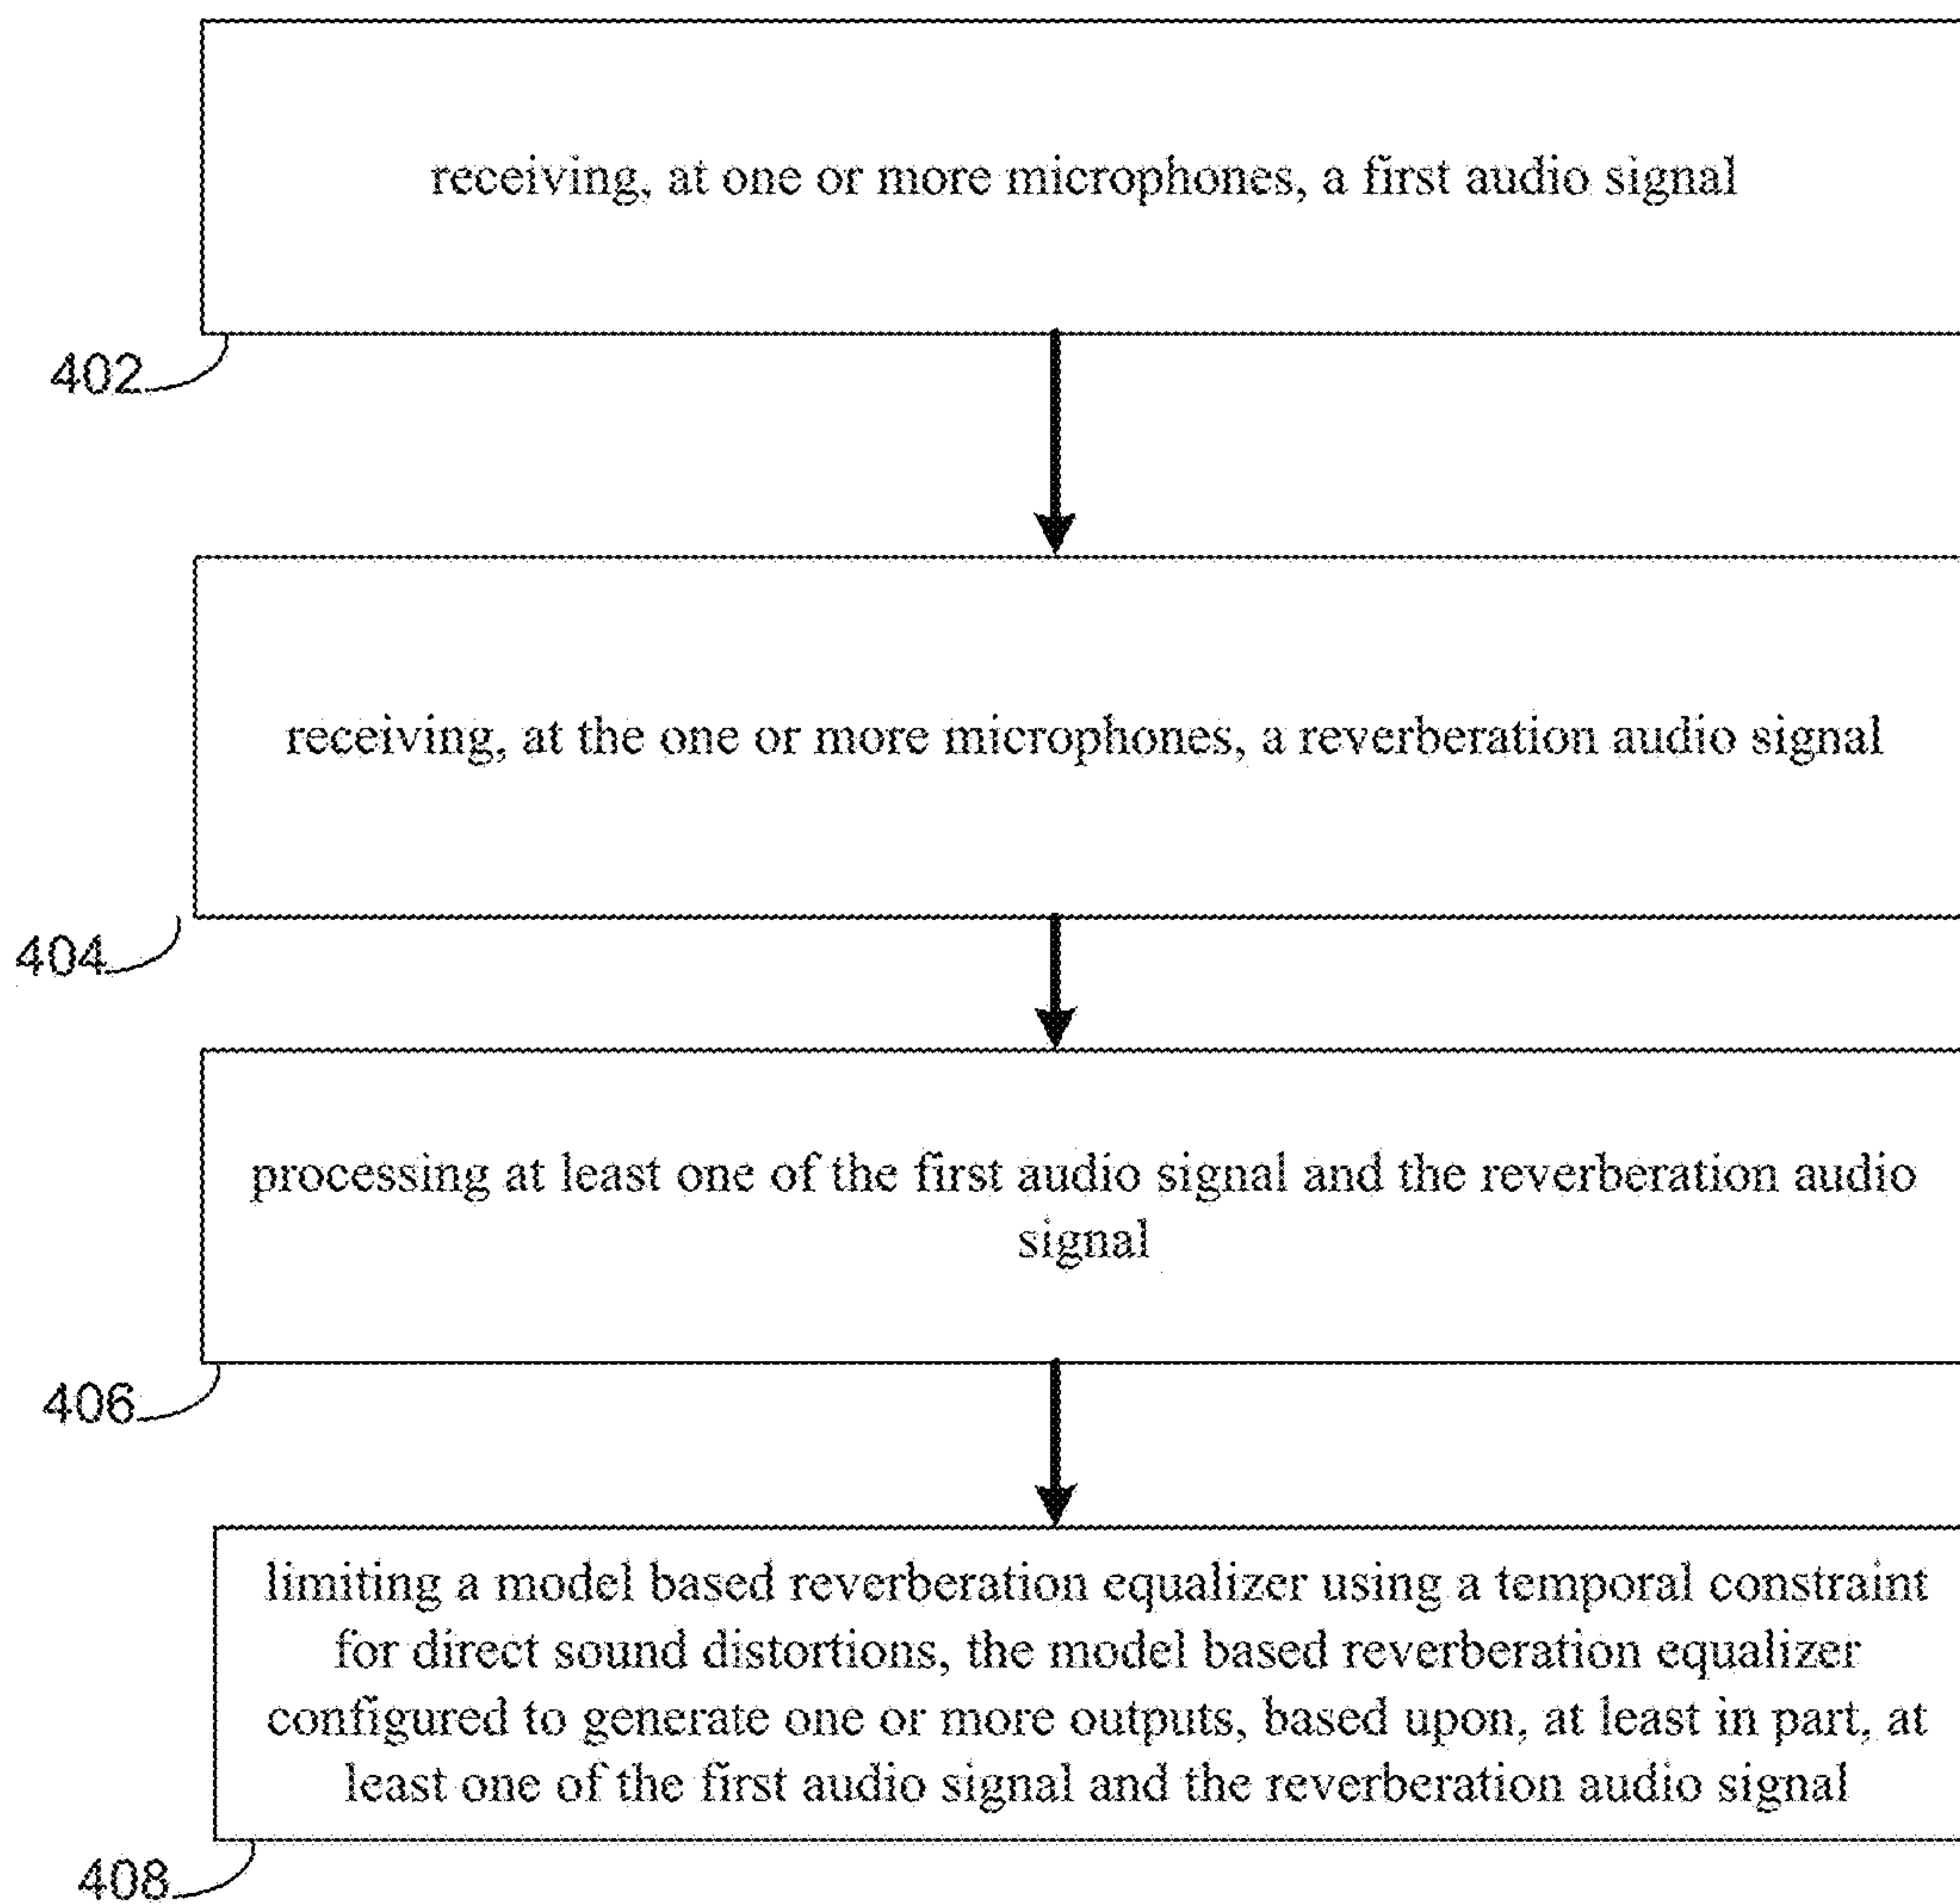 receiving, at one or more microphones, a first audio signal
402
receiving, at the one or more microphones, a reverberation audio signal
404
processing at least one of the first audio signal and the reverberation audio
signal
406
limiting a model based reverberation equalizer using a temporal constraint
for direct sound distortions, the model based reverberation equalizer
configured to generate one or more outputs, based upon, at least in part, at
least one of the first audio signal and the reverberation audio signal
408